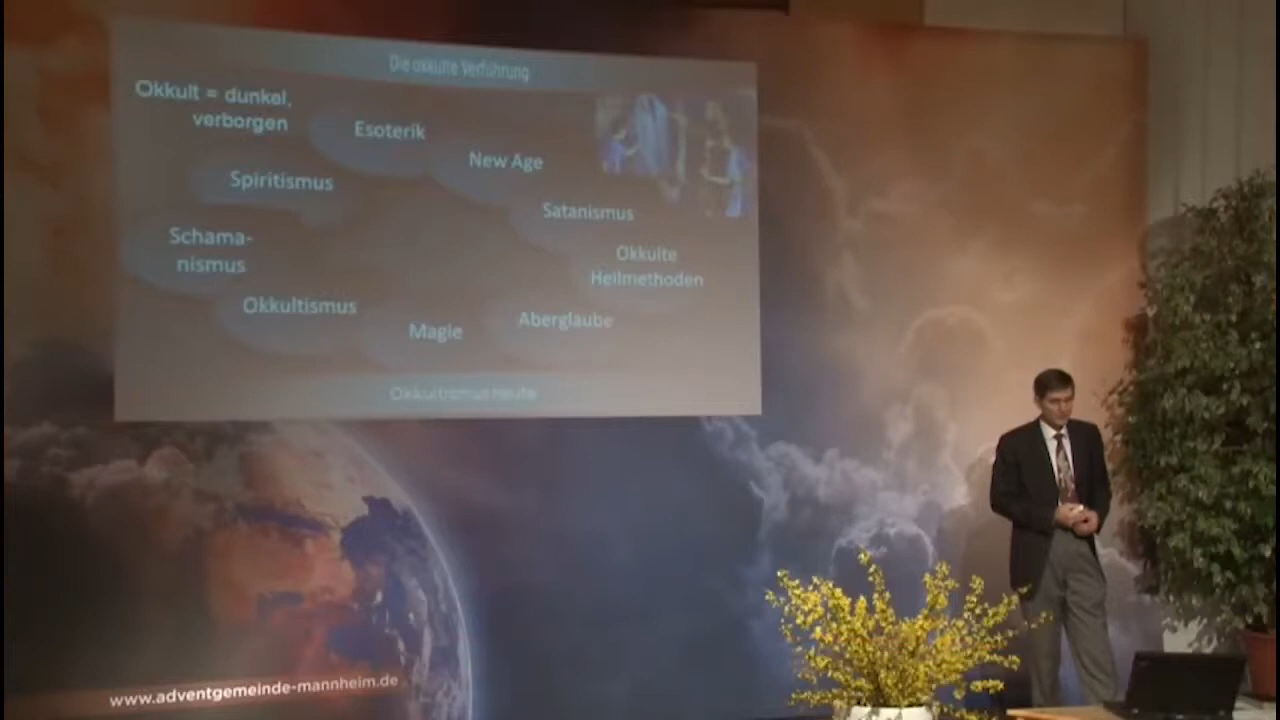 Die okkulte Verführung
Okkult = dunkel,
verborgen
Esoterik
New Age
Spiritismus
Satanismus
Schama-
nismus
Okkulte
Heilmethoden
Okkultismus
Aberglaube
Magie
Okkultismus heute
www.adventgemeinde-mannheim.de